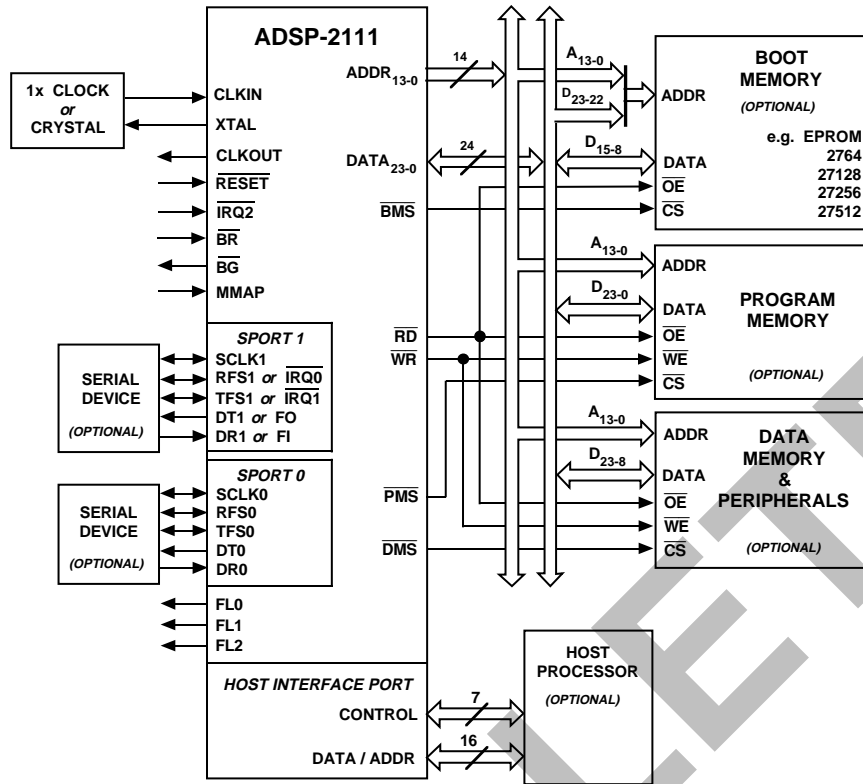 ADSP-2111
1x CLOCK
or
CRYSTAL
CLKIN
XTAL
CLKOUT
RESET
IRQ2
BR
BG
MMAP
ADDR13-0
14
DATA23-0
24
BMS
RD
WR
PMS
DMS
SPORT 1
SCLK1
RFS1 or IRQ0
TFS1 or IRQ1
DT1 or FO
DR1 or FI
SERIAL
DEVICE
(OPTIONAL)
SPORT 0
SCLK0
RFS0
TFS0
DT0
DR0
SERIAL
DEVICE
(OPTIONAL)
FL0
FL1
FL2
HOST INTERFACE PORT
CONTROL
7
DATA / ADDR
16
HOST
PROCESSOR
(OPTIONAL)
A13-0
D23-22
D15-8
BOOT
MEMORY
(OPTIONAL)
e.g. EPROM
2764
27128
27256
27512
ADDR
DATA
OE
CS
A13-0
D23-0
ADDR
DATA
OE
WE
CS
PROGRAM
MEMORY
(OPTIONAL)
A13-0
D23-8
ADDR
DATA
OE
WE
CS
DATA
MEMORY
&
PERIPHERALS
(OPTIONAL)